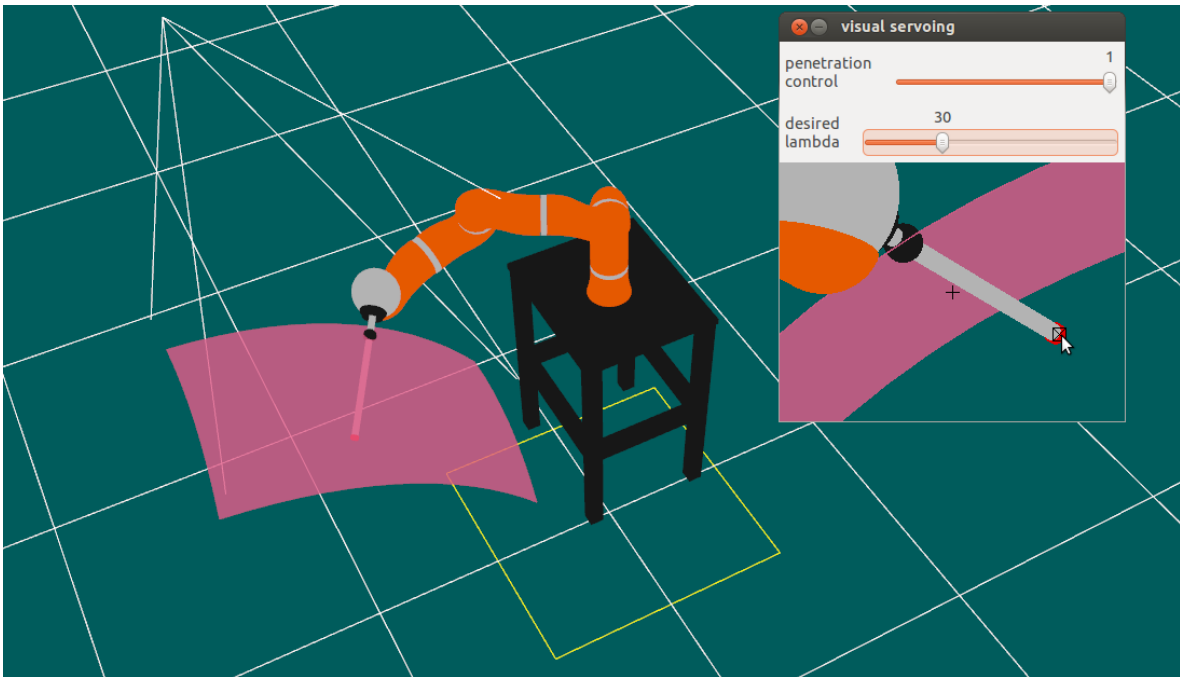 visual servoing
penetration
control
1
desired
lambda
30